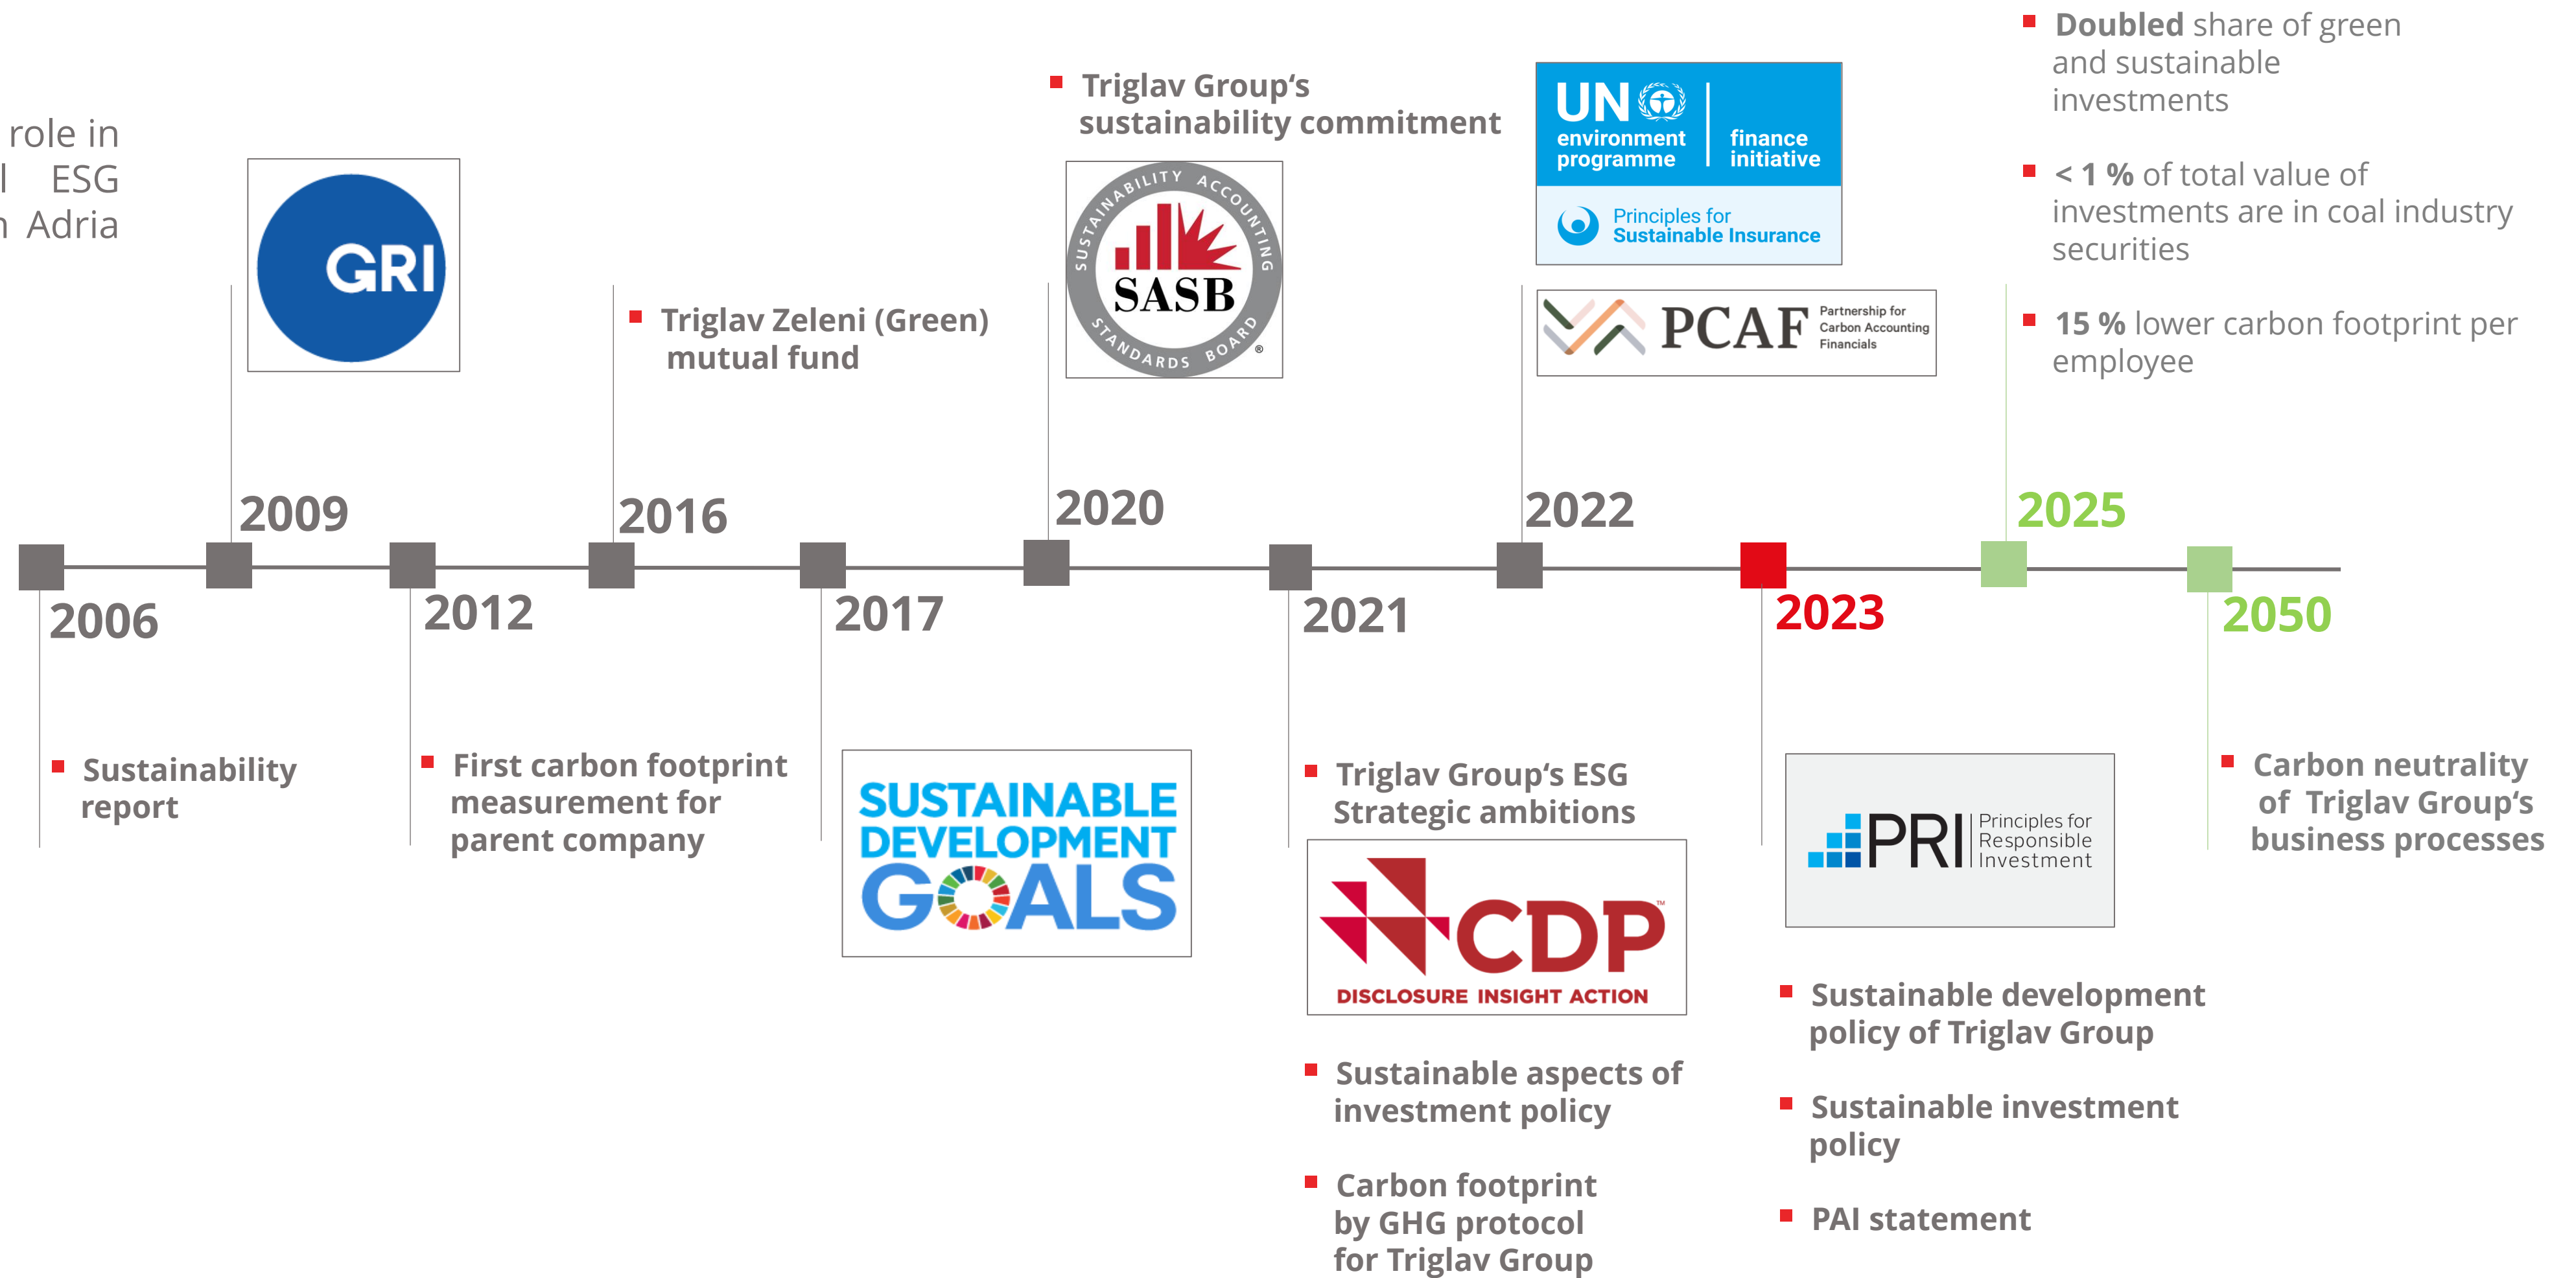 role in
ESG
Adria
GRI
2009
Triglav Zeleni (Green)
mutual fund
2016
Triglav Group‘s
sustainability commitment
SUSTAINABILITY ACCOUNTING
SASB
STANDARDS BOARD
®
2020
UN
environment
programme
finance
initiative
Principles for
Sustainable Insurance
PCAF
Partnership for
Carbon Accounting
Financials
2022
Doubled share of green
and sustainable
investments
< 1 % of total value of
investments are in coal industry
securities
15 % lower carbon footprint per
employee
2025
2006
Sustainability
report
2012
First carbon footprint
measurement for
parent company
2017
SUSTAINABLE
DEVELOPMENT
GOALS
2021
Triglav Group‘s ESG
Strategic ambitions
CDP™
DISCLOSURE INSIGHT ACTION
Sustainable aspects of
investment policy
Carbon footprint
by GHG protocol
for Triglav Group
2023
PRI
Principles for
Responsible
Investment
Sustainable development
policy of Triglav Group
Sustainable investment
policy
PAI statement
2050
Carbon neutrality
of Triglav Group‘s
business processes